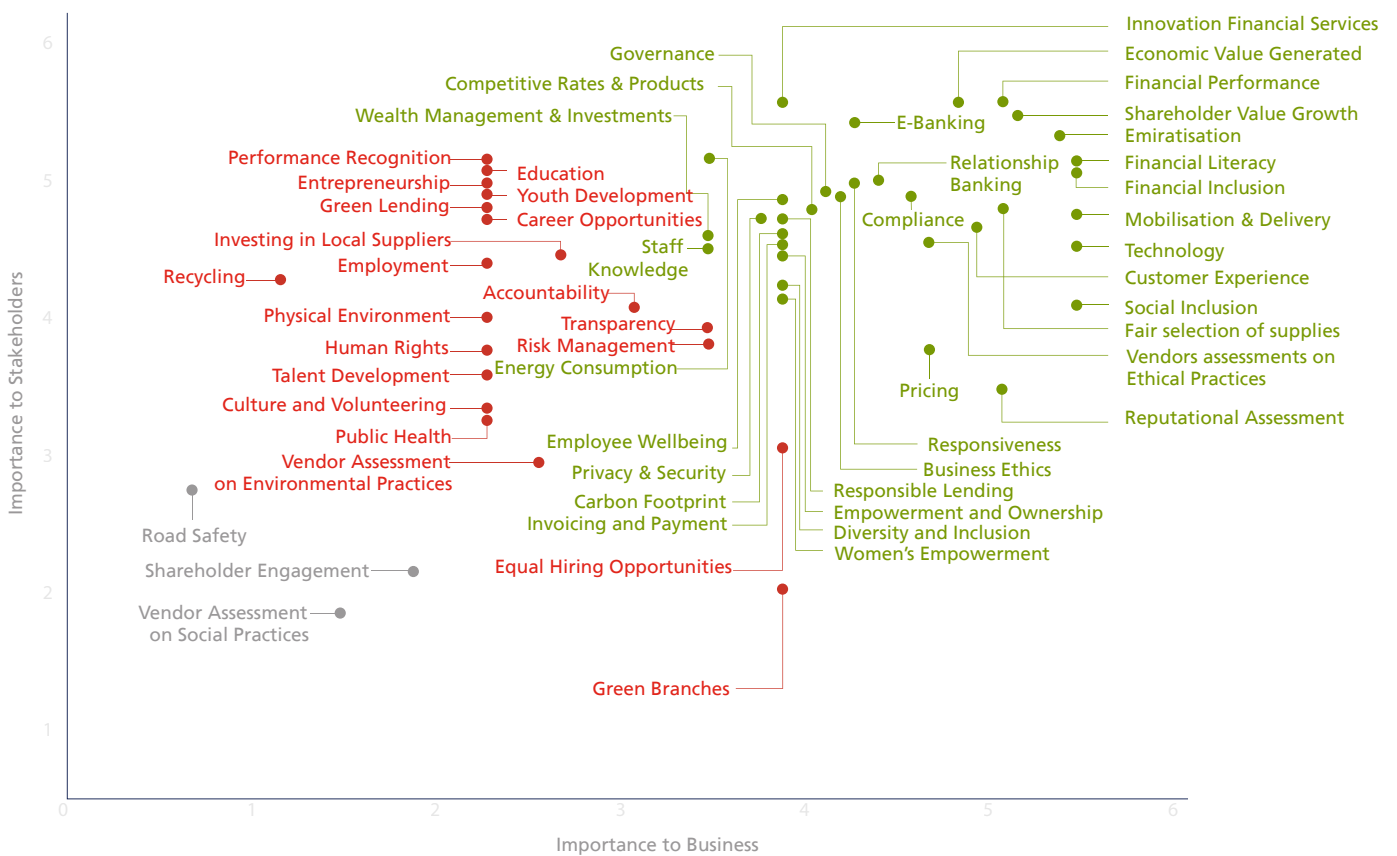 Innovation Financial Services
6
Governance
Economic Value Generated
Competitive Rates & Products
Financial Performance
Wealth Management & Investments
Shareholder Value Growth
E-Banking
Emiratisation
Performance Recognition
Relationship
Banking
Financial Literacy
Education
5
Entrepreneurship
Financial Inclusion
Youth Development
Green Lending
Career Opportunities
Compliance
Mobilisation & Delivery
Investing in Local Suppliers
Staff
Knowledge
Technology
Employment
Recycling
Customer Experience
Accountability
Social Inclusion
Physical Environment
4
Transparency
Fair selection of supplies
Risk Management
Human Rights
Vendors assessments on
Ethical Practices
Energy Consumption
Talent Development
Pricing
Culture and Volunteering
Reputational Assessment
Public Health
Employee Wellbeing
Responsiveness
3
Vendor Assessment
on Environmental Practices
Privacy & Security
Business Ethics
Responsible Lending
Carbon Footprint
Empowerment and Ownership
Invoicing and Payment
Diversity and Inclusion
Road Safety
Women's Empowerment
Equal Hiring Opportunities
Shareholder Engagement
2
Vendor Assessment
on Social Practices
Green Branches
1
0
1
2
3
4
5
6
Importance to Stakeholders
Importance to Business